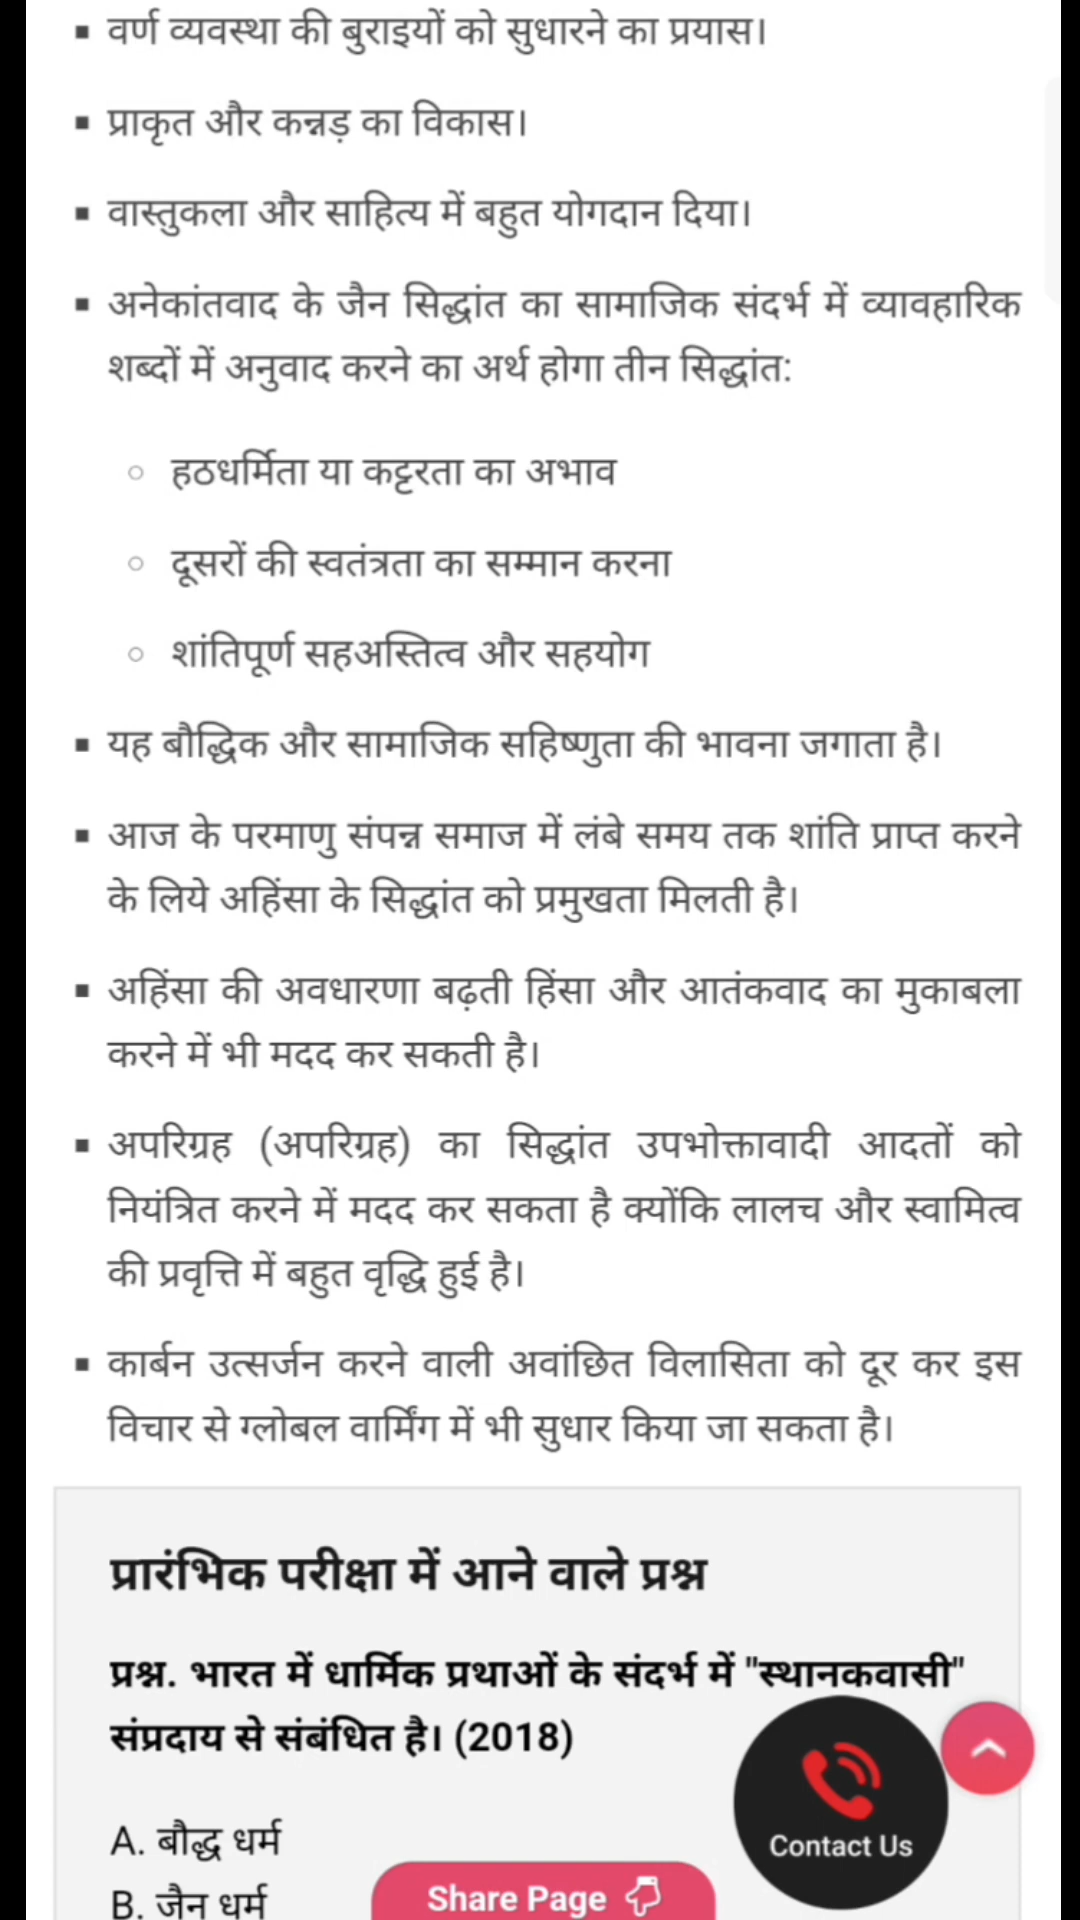 ▪ वर्ण व्यवस्था की बुराइयों को सुधारने का प्रयास।
▪ प्राकृत और कन्नड़ का विकास।
▪ वास्तुकला और साहित्य में बहुत योगदान दिया।
▪ अनेकांतवाद के जैन सिद्धांत का सामाजिक संदर्भ में व्यावहारिक
शब्दों में अनुवाद करने का अर्थ होगा तीन सिद्धांत:
○ हठधर्मिता या कट्टरता का अभाव
○ दूसरों की स्वतंत्रता का सम्मान करना
○ शांतिपूर्ण सहअस्तित्व और सहयोग
▪ यह बौद्धिक और सामाजिक सहिष्णुता की भावना जगाता है।
▪ आज के परमाणु संपन्न समाज में लंबे समय तक शांति प्राप्त करने
के लिये अहिंसा के सिद्धांत को प्रमुखता मिलती है।
▪ अहिंसा की अवधारणा बढ़ती हिंसा और आतंकवाद का मुकाबला
करने में भी मदद कर सकती है।
▪ अपरिग्रह (अपरिग्रह) का सिद्धांत उपभोक्तावादी आदतों को
नियंत्रित करने में मदद कर सकता है क्योंकि लालच और स्वामित्व
की प्रवृत्ति में बहुत वृद्धि हुई है।
▪ कार्बन उत्सर्जन करने वाली अवांछित विलासिता को दूर कर इस
विचार से ग्लोबल वार्मिंग में भी सुधार किया जा सकता है।
प्रारंभिक परीक्षा में आने वाले प्रश्न
प्रश्न. भारत में धार्मिक प्रथाओं के संदर्भ में "स्थानकवासी"
संप्रदाय से संबंधित है। (2018)
A. बौद्ध धर्म
B. जैन धर्म
Contact Us
Share Page